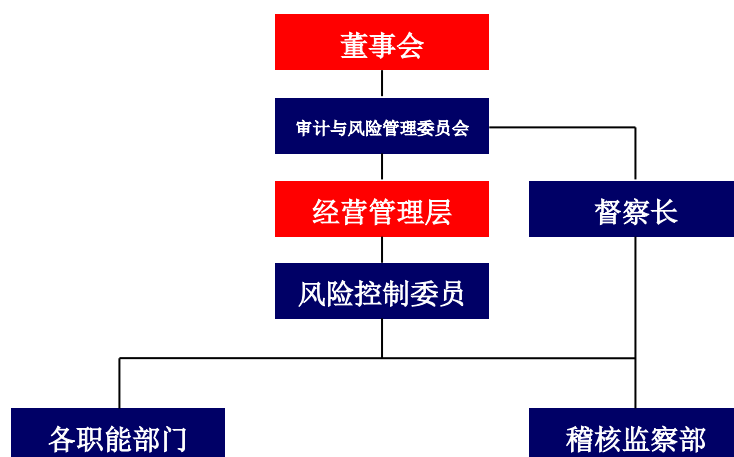 董事会
审计与风险管理委员会
经营管理层
督察长
风险控制委员
各职能部门
稽核监察部